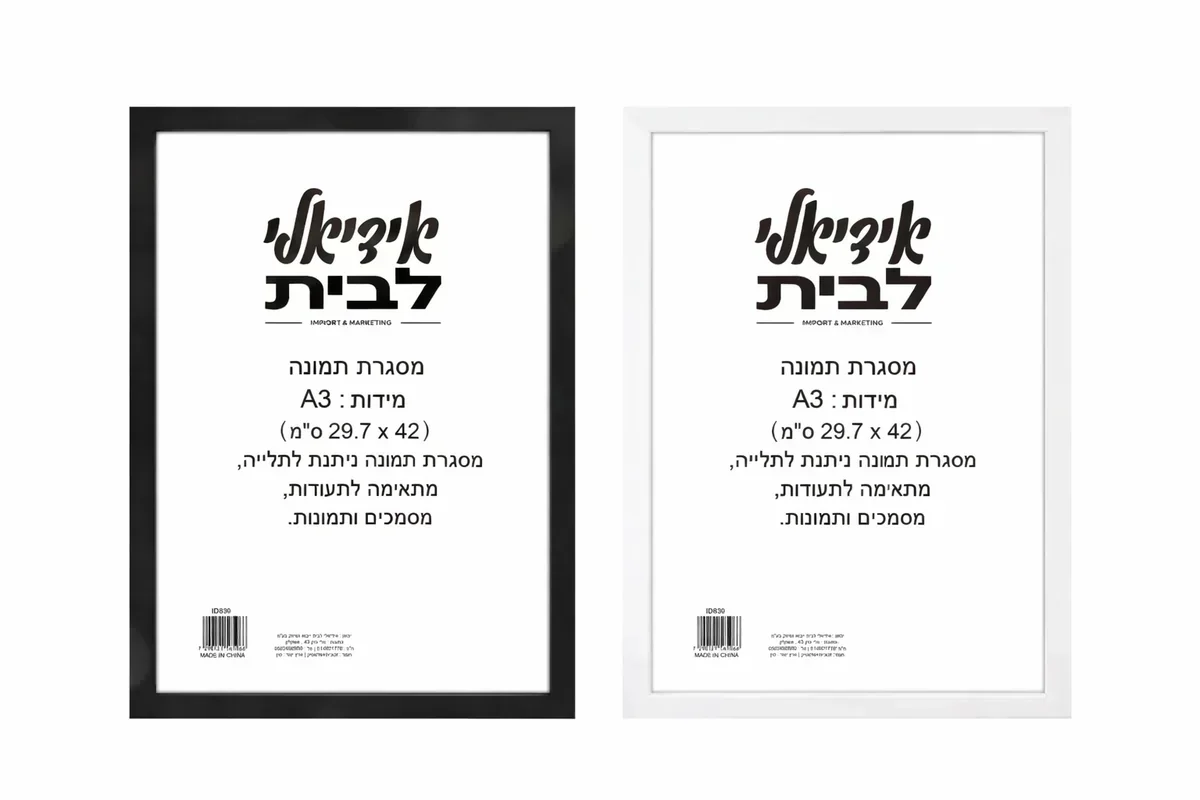 אידיאלי
לבית
IMPORT & MARKETING
מסגרת תמונה
מידות : A3
(42 x 29.7 ס"מ)
מסגרת תמונה ניתנת לתלייה,
מתאימה לתעודות,
מסמכים ותמונות.
ID830
MADE IN CHINA
אידיאלי
לבית
IMPORT & MARKETING
מסגרת תמונה
מידות : A3
(42 x 29.7 ס"מ)
מסגרת תמונה ניתנת לתלייה,
מתאימה לתעודות,
מסמכים ותמונות.
ID830
MADE IN CHINA